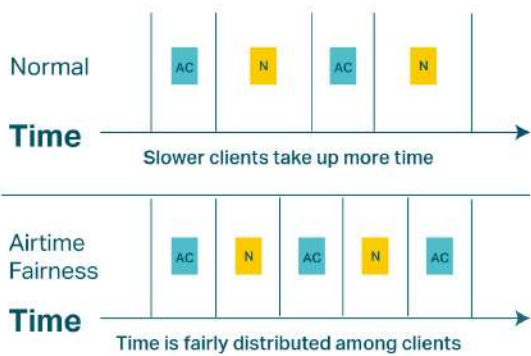 Normal
AC N AC N
Time
Slower clients take up more time
Airtime
Fairness
AC N AC N AC
Time
Time is fairly distributed among clients